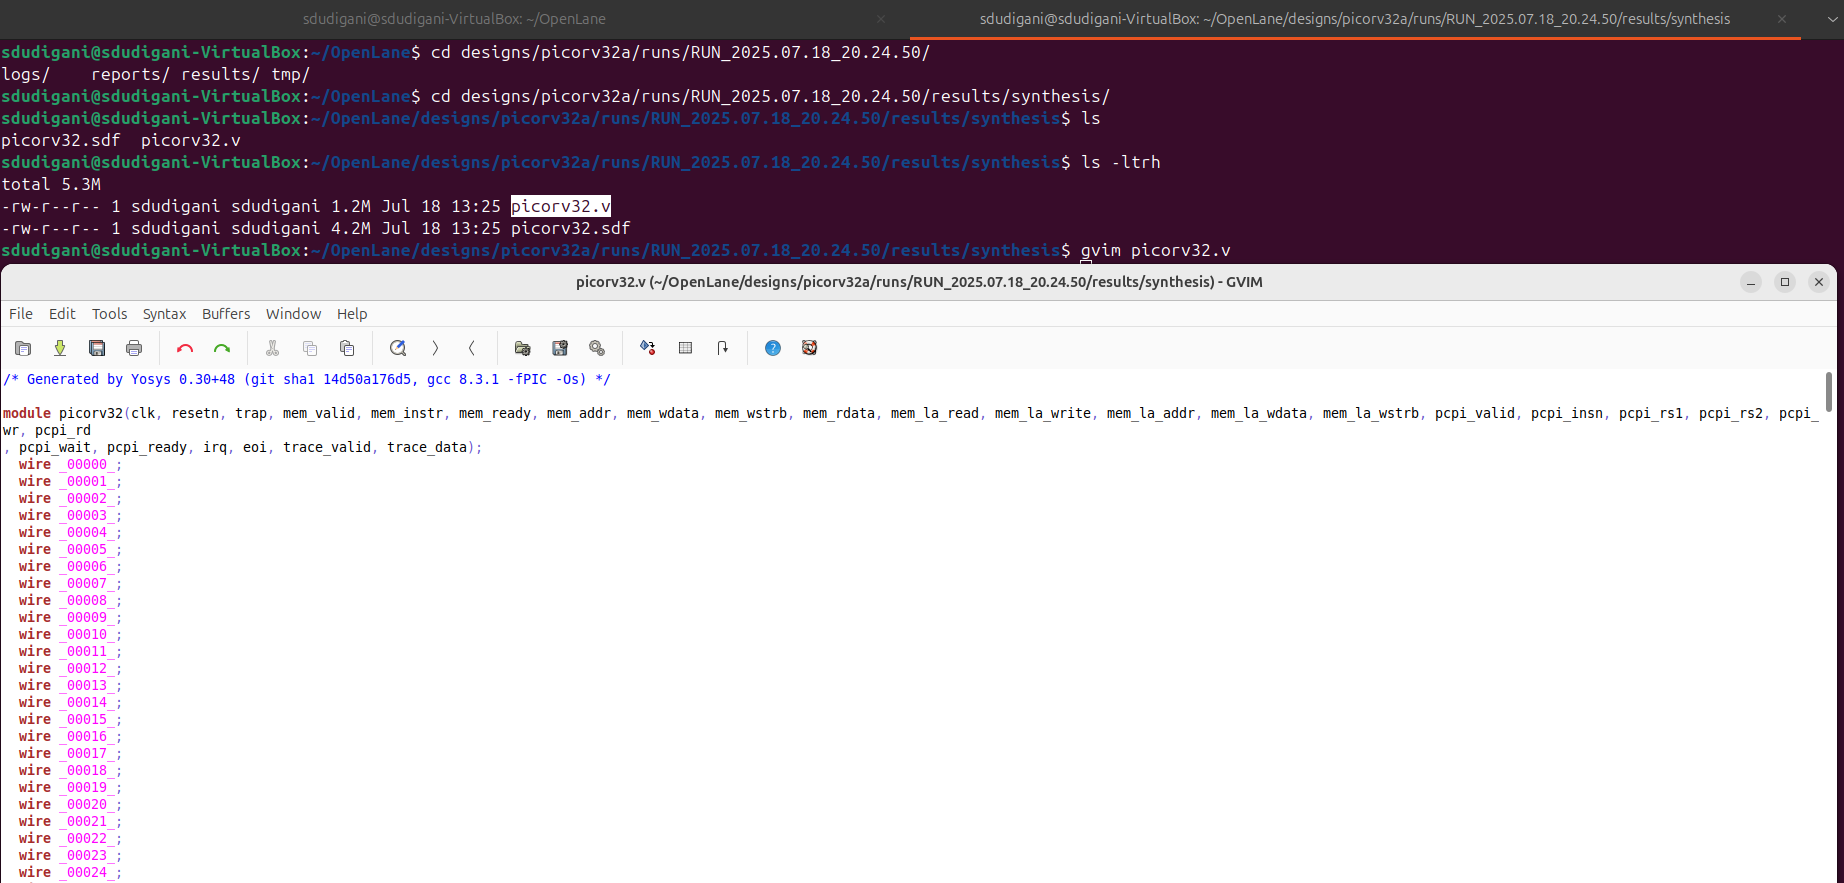 sdudigani@sdudigani-VirtualBox: ~/OpenLane
sdudigani@sdudigani-VirtualBox: ~/OpenLane/designs/picorv32a/runs/RUN_2025.07.18_20.24.50/results/synthesis
sdudigani@sdudigani-VirtualBox:~/OpenLane$ cd designs/picorv32a/runs/RUN_2025.07.18_20.24.50/
logs/    reports/ results/ tmp/
sdudigani@sdudigani-VirtualBox:~/OpenLane$ cd designs/picorv32a/runs/RUN_2025.07.18_20.24.50/results/synthesis/
sdudigani@sdudigani-VirtualBox:~/OpenLane/designs/picorv32a/runs/RUN_2025.07.18_20.24.50/results/synthesis$ ls
picorv32.sdf  picorv32.v
sdudigani@sdudigani-VirtualBox:~/OpenLane/designs/picorv32a/runs/RUN_2025.07.18_20.24.50/results/synthesis$ ls -ltrh
total 5.3M
-rw-r--r-- 1 sdudigani sdudigani 1.2M Jul 18 13:25 picorv32.v
-rw-r--r-- 1 sdudigani sdudigani 4.2M Jul 18 13:25 picorv32.sdf
sdudigani@sdudigani-VirtualBox:~/OpenLane/designs/picorv32a/runs/RUN_2025.07.18_20.24.50/results/synthesis$ gvim picorv32.v
picorv32.v (~/OpenLane/designs/picorv32a/runs/RUN_2025.07.18_20.24.50/results/synthesis) - GVIM
File Edit Tools Syntax Buffers Window Help
/* Generated by Yosys 0.30+48 (git sha1 14d50a176d5, gcc 8.3.1 -fPIC -Os) */
module picorv32(clk, resetn, trap, mem_valid, mem_instr, mem_ready, mem_addr, mem_wdata, mem_wstrb, mem_rdata, mem_la_read, mem_la_write, mem_la_addr, mem_la_wdata, mem_la_wstrb, pcpi_valid, pcpi_insn, pcpi_rs1, pcpi_rs2, pcpi_
wr, pcpi_rd
, pcpi_wait, pcpi_ready, irq, eoi, trace_valid, trace_data);
  wire _00000_;
  wire _00001_;
  wire _00002_;
  wire _00003_;
  wire _00004_;
  wire _00005_;
  wire _00006_;
  wire _00007_;
  wire _00008_;
  wire _00009_;
  wire _00010_;
  wire _00011_;
  wire _00012_;
  wire _00013_;
  wire _00014_;
  wire _00015_;
  wire _00016_;
  wire _00017_;
  wire _00018_;
  wire _00019_;
  wire _00020_;
  wire _00021_;
  wire _00022_;
  wire _00023_;
  wire _00024_;